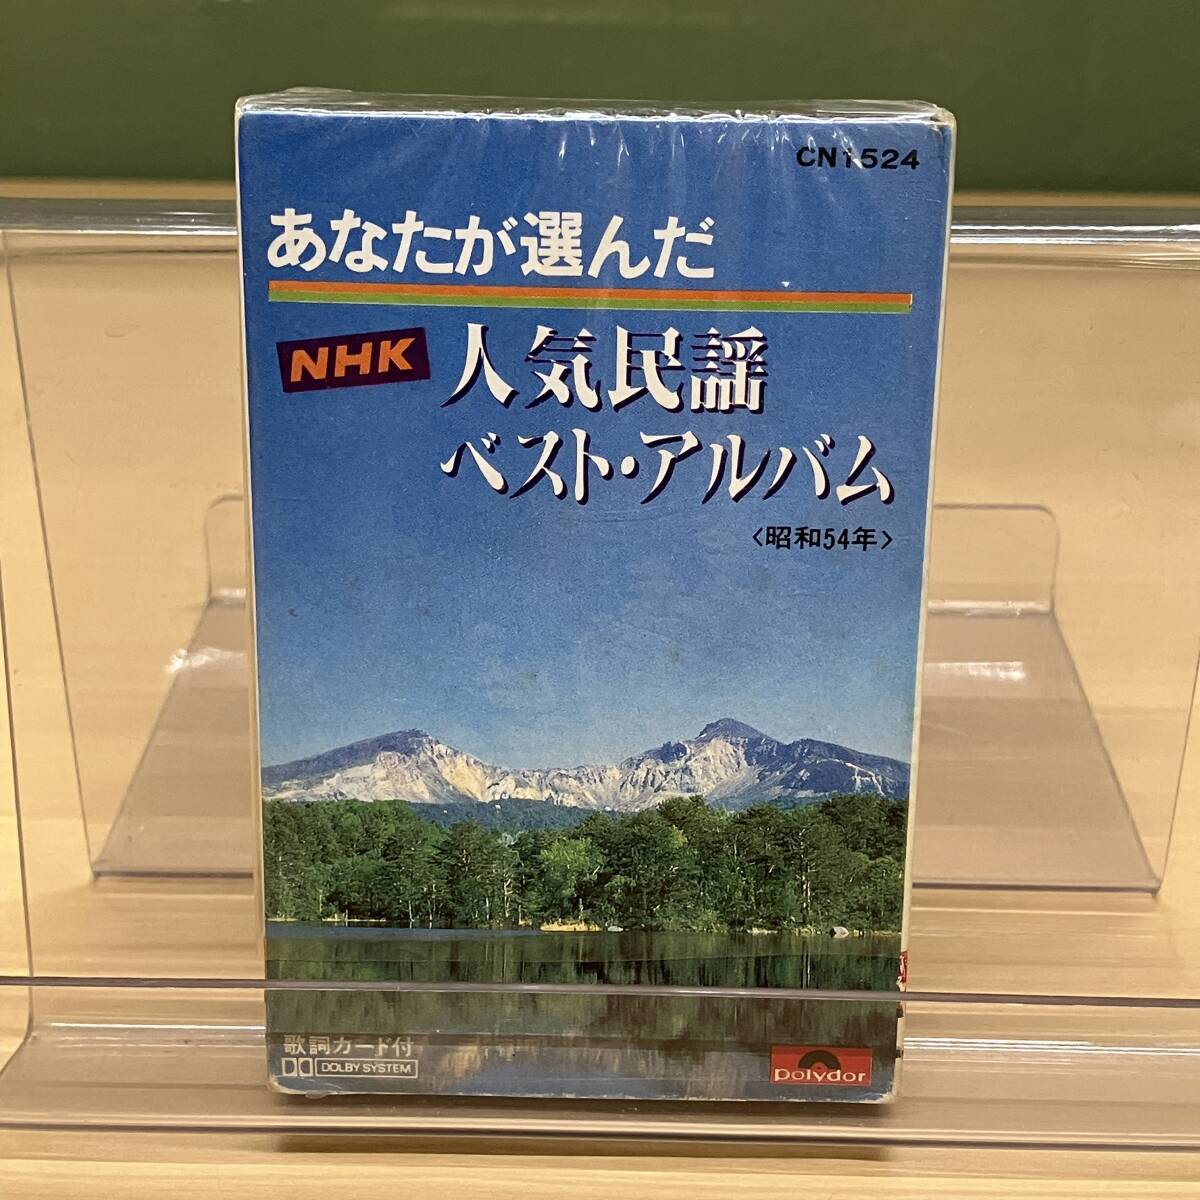 CN1524
あなたが選んだ
NHK 人気民謡
ベスト・アルバム
〈昭和54年〉
歌詞カード付
DOLBY SYSTEM
polydor